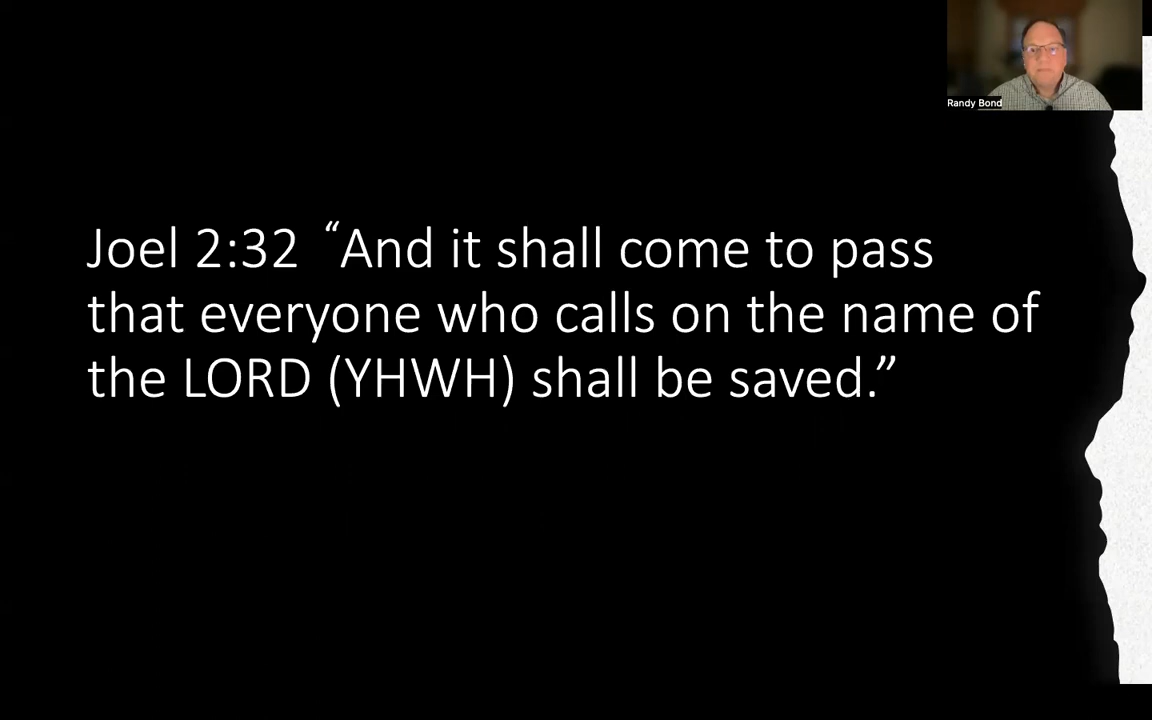 Randy Bond
Joel 2:32 “And it shall come to pass
that everyone who calls on the name of
the LORD (YHWH) shall be saved.”